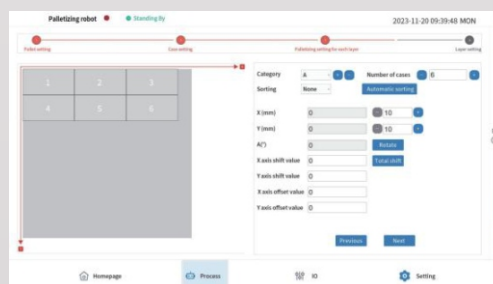 Palletizing robot Standing By 2023-11-20 09:39:48 MON
Pallet setting Case setting Palletizing setting for each layer Layer setting
1 2 3
4 5 6
Category A Number of cases 6
Sorting None Automatic sorting
X (mm) 0 10
Y (mm) 0 10
A(°) 0 Rotate
X axis shift value 0 Total shift
Y axis shift value 0
X axis offset value 0
Y axis offset value 0
Previous Next
Homepage Process IO Setting